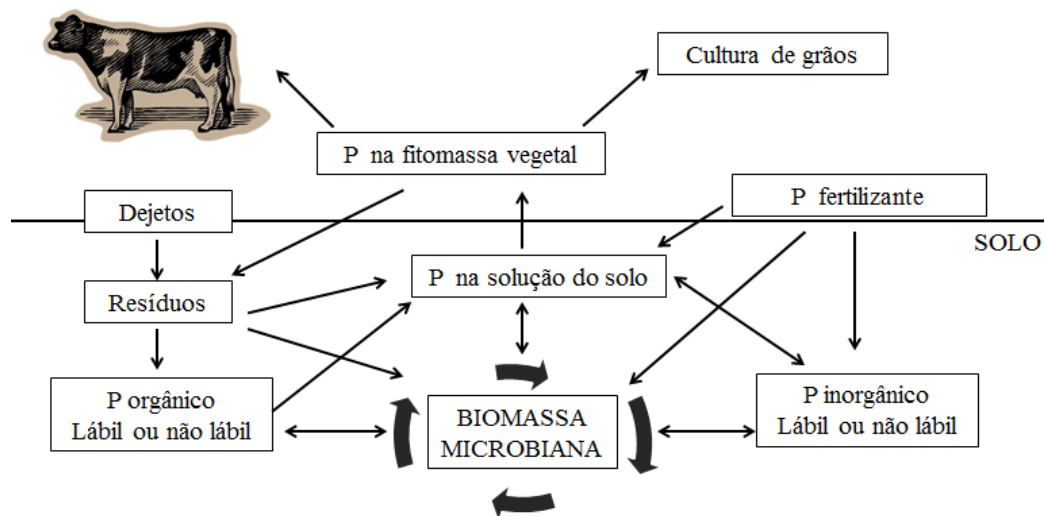 Cultura de grãos
P na fitomassa vegetal
Dejetos
P fertilizante
SOLO
P na solução do solo
Resíduos
P orgânico
Lábil ou não lábil
BIOMASSA
MICROBIANA
P inorgânico
Lábil ou não lábil